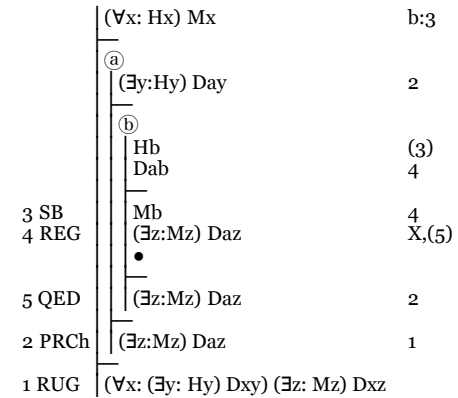 (∀x: Hx) Mx b:3
ⓐ
(∃y:Hy) Day 2
ⓑ
Hb (3)
Dab 4
3 SB Mb 4
4 REG (∃z:Mz) Daz X,(5)
●
5 QED (∃z:Mz) Daz 2
2 PRCh (∃z:Mz) Daz 1
1 RUG (∀x: (∃y: Hy) Dxy) (∃z: Mz) Dxz